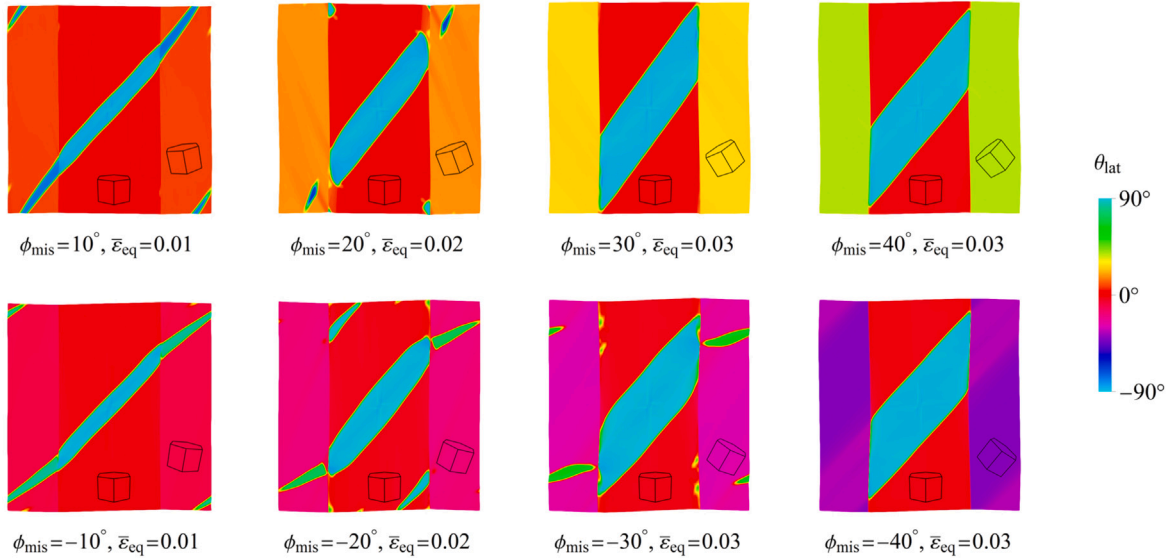 ϕmis=10°, ε̅eq=0.01
ϕmis=20°, ε̅eq=0.02
ϕmis=30°, ε̅eq=0.03
ϕmis=40°, ε̅eq=0.03
θlat
90°
0°
−90°
ϕmis=−10°, ε̅eq=0.01
ϕmis=−20°, ε̅eq=0.02
ϕmis=−30°, ε̅eq=0.03
ϕmis=−40°, ε̅eq=0.03